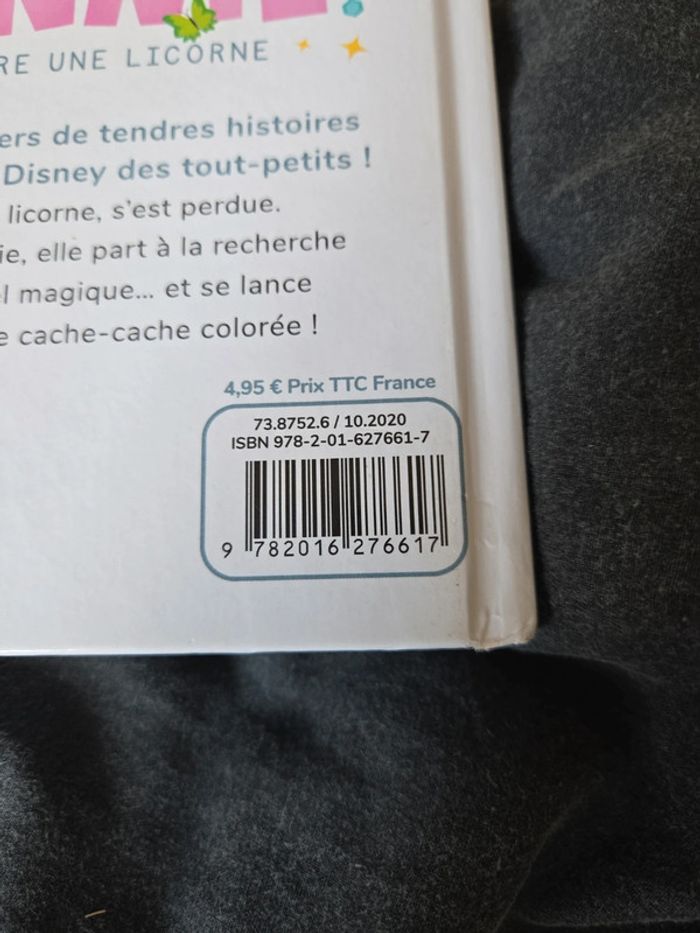 RE UNE LICORNE
ers de tendres histoires
Disney des tout-petits !
licorne, s'est perdue.
ie, elle part à la recherche
l magique... et se lance
e cache-cache colorée !
4,95 € Prix TTC France
73.8752.6 / 10.2020
ISBN 978-2-01-627661-7
9 782016 276617